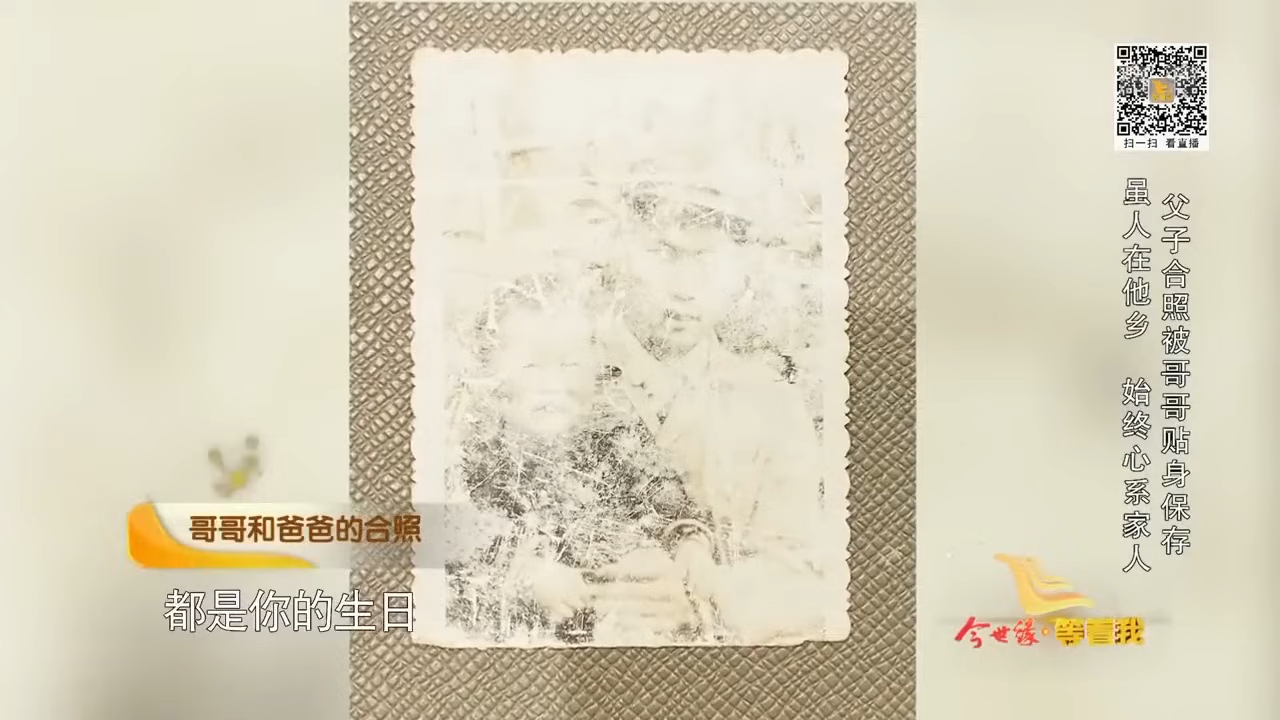 扫一扫 看直播
父子合照被哥哥贴身保存
虽人在他乡 始终心系家人
哥哥和爸爸的合照
都是你的生日
今世缘·等着我